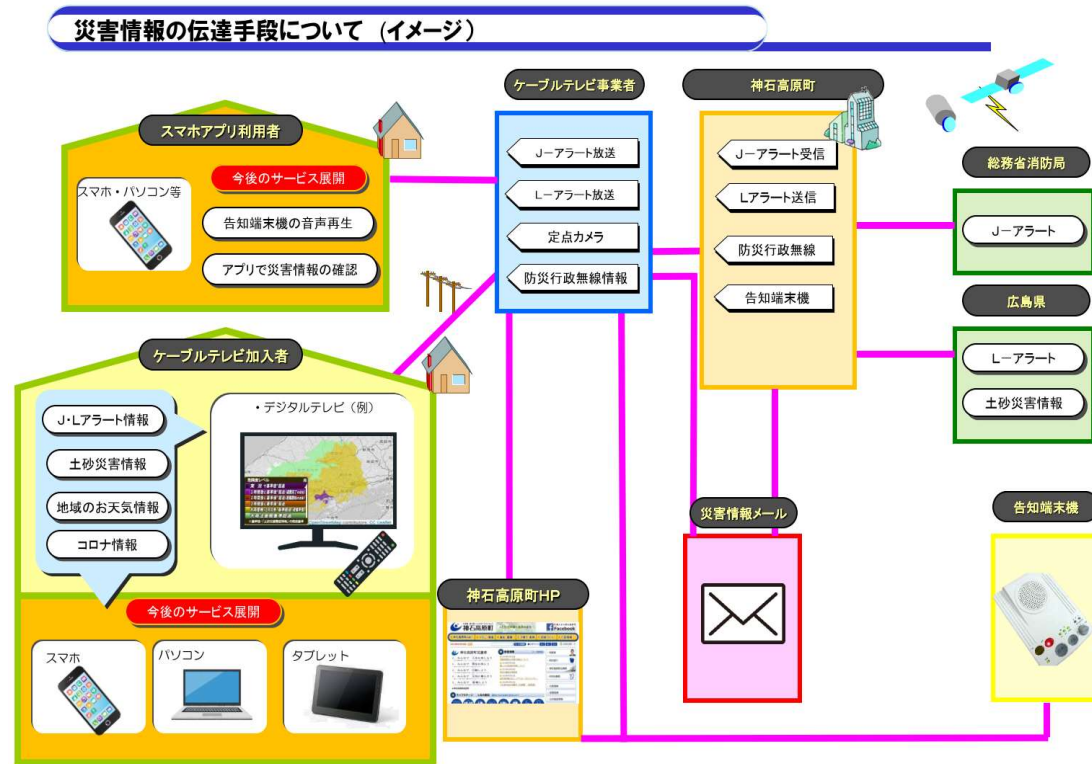 災害情報の伝達手段について (イメージ)
ケーブルテレビ事業者
神石高原町
スマホアプリ利用者
スマホ・パソコン等
今後のサービス展開
告知端末機の音声再生
アプリで災害情報の確認
J－アラート放送
L－アラート放送
定点カメラ
防災行政無線情報
J－アラート受信
Lアラート送信
防災行政無線
告知端末機
総務省消防局
J－アラート
広島県
L－アラート
土砂災害情報
ケーブルテレビ加入者
J・Lアラート情報
土砂災害情報
地域のお天気情報
コロナ情報
・デジタルテレビ（例）
今後のサービス展開
スマホ
パソコン
タブレット
神石高原町HP
神石高原町
Facebook
災害情報メール
告知端末機